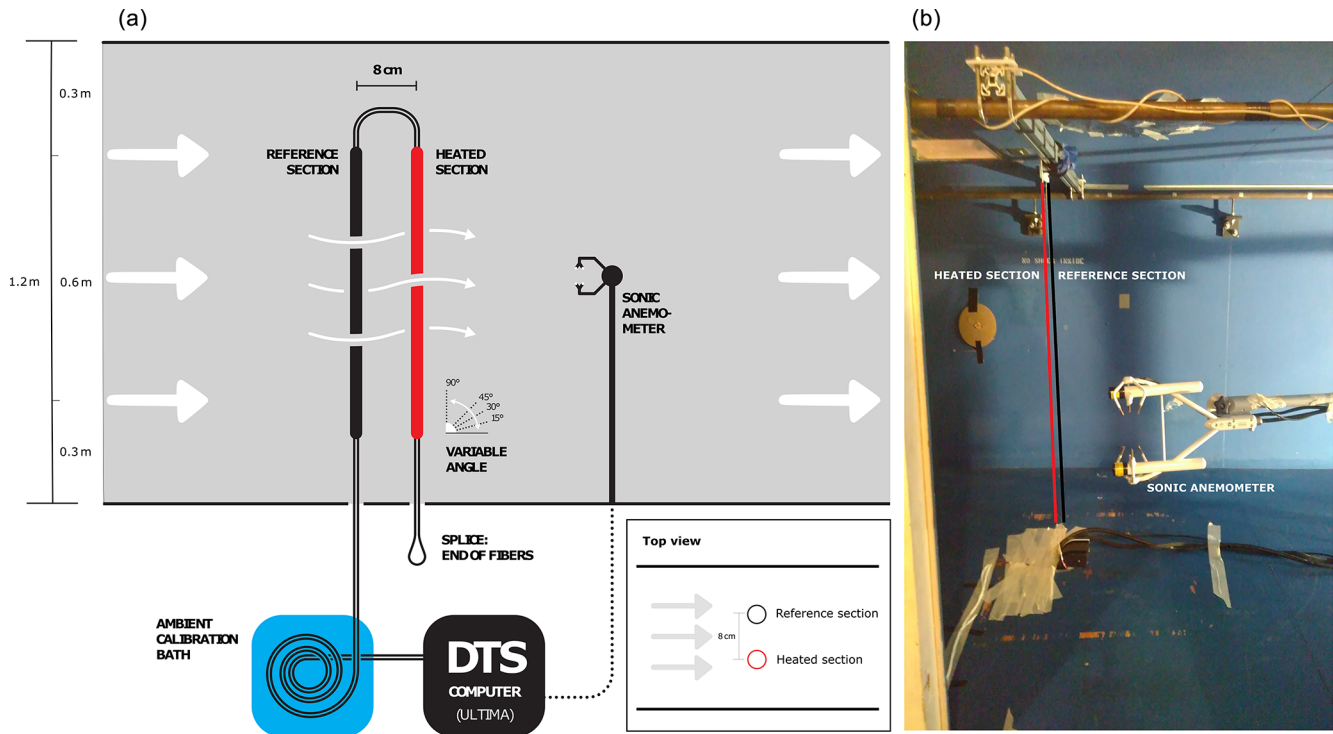 (a)
(b)
8 cm
0.3 m
REFERENCE
SECTION
HEATED
SECTION
1.2 m
0.6 m
SONIC
ANEMO-
METER
90°
45°
30°
15°
VARIABLE
ANGLE
0.3 m
SPLICE:
END OF FIBERS
AMBIENT
CALIBRATION
BATH
DTS
COMPUTER
(ULTIMA)
Top view
Reference section
8 cm
Heated section
HEATED SECTION
REFERENCE SECTION
SONIC ANEMOMETER